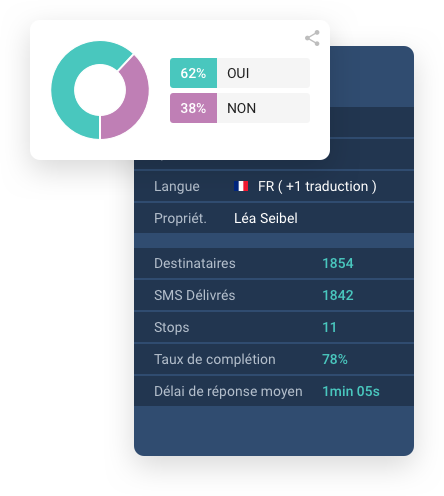 62% OUI
38% NON
Langue FR ( +1 traduction )
Propriét. Léa Seibel
Destinataires 1854
SMS Délivrés 1842
Stops 11
Taux de complétion 78%
Délai de réponse moyen 1min 05s